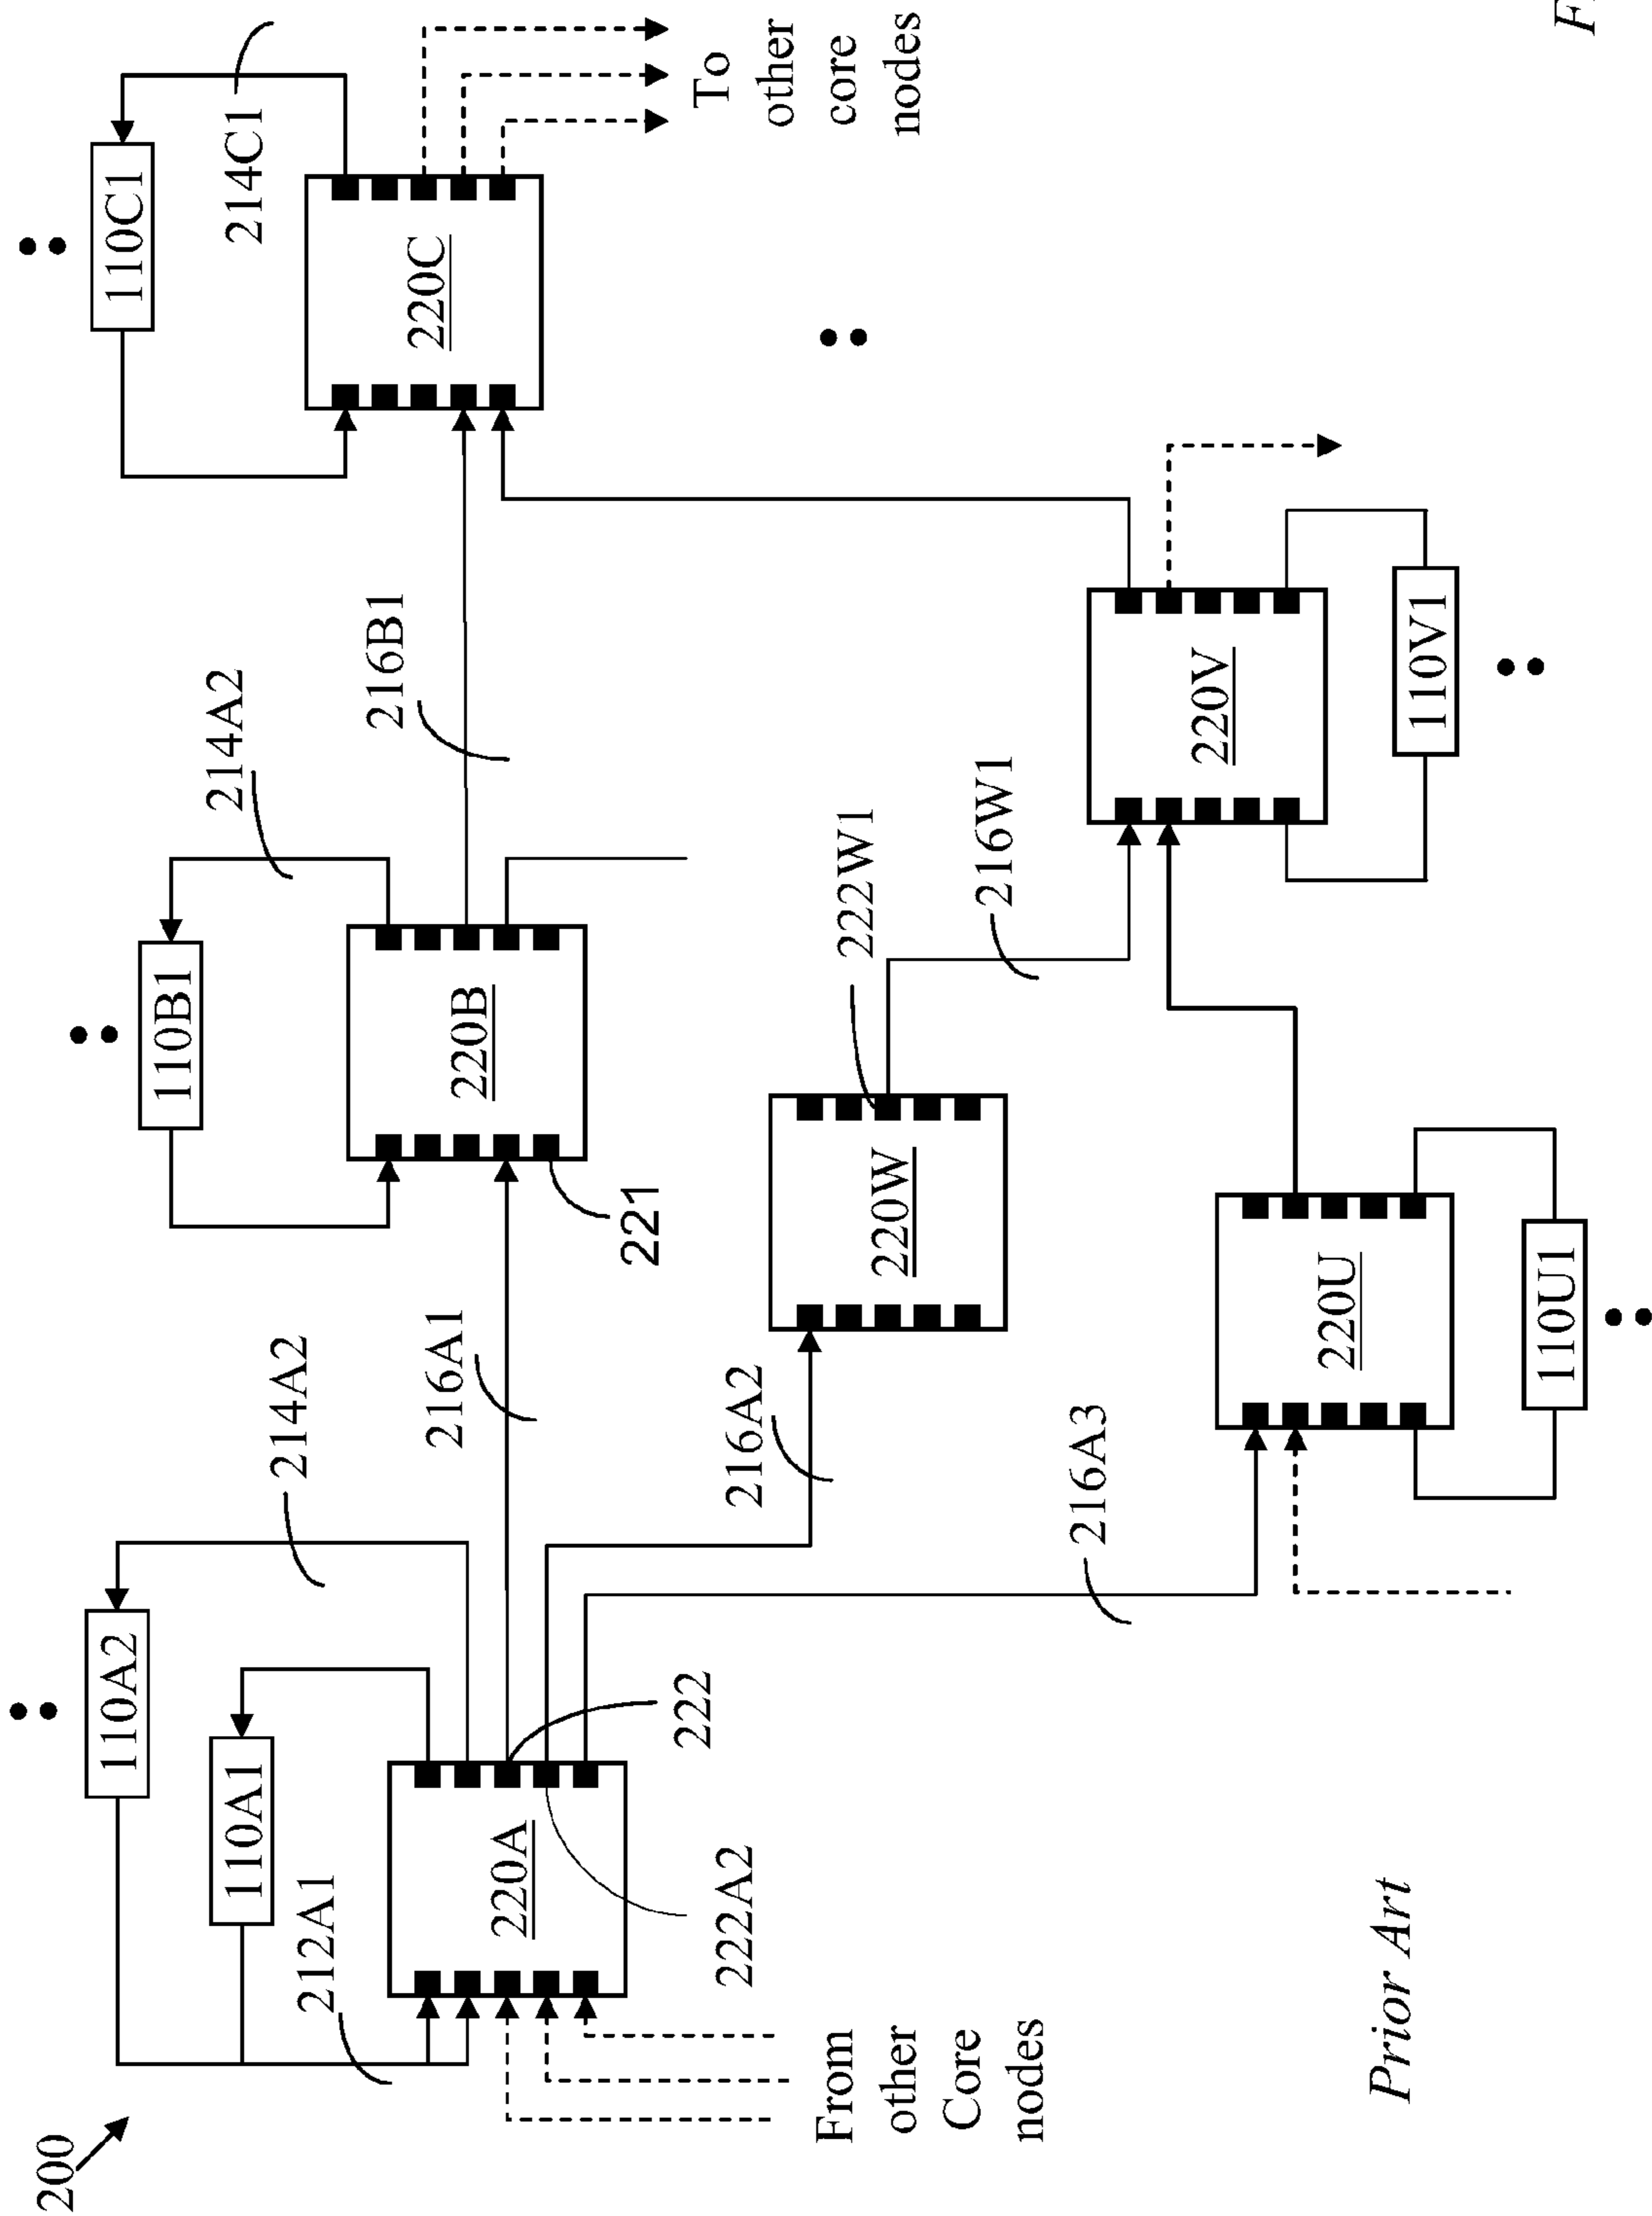 200
110A2
110A1
212A1
214A2
220A
222
222A2
From
other
Core
nodes
216A1
216A2
216A3
110B1
214A2
220B
221
216B1
220W
222W1
216W1
220U
110U1
220V
110V1
110C1
214C1
220C
To
other
core
nodes
Prior Art